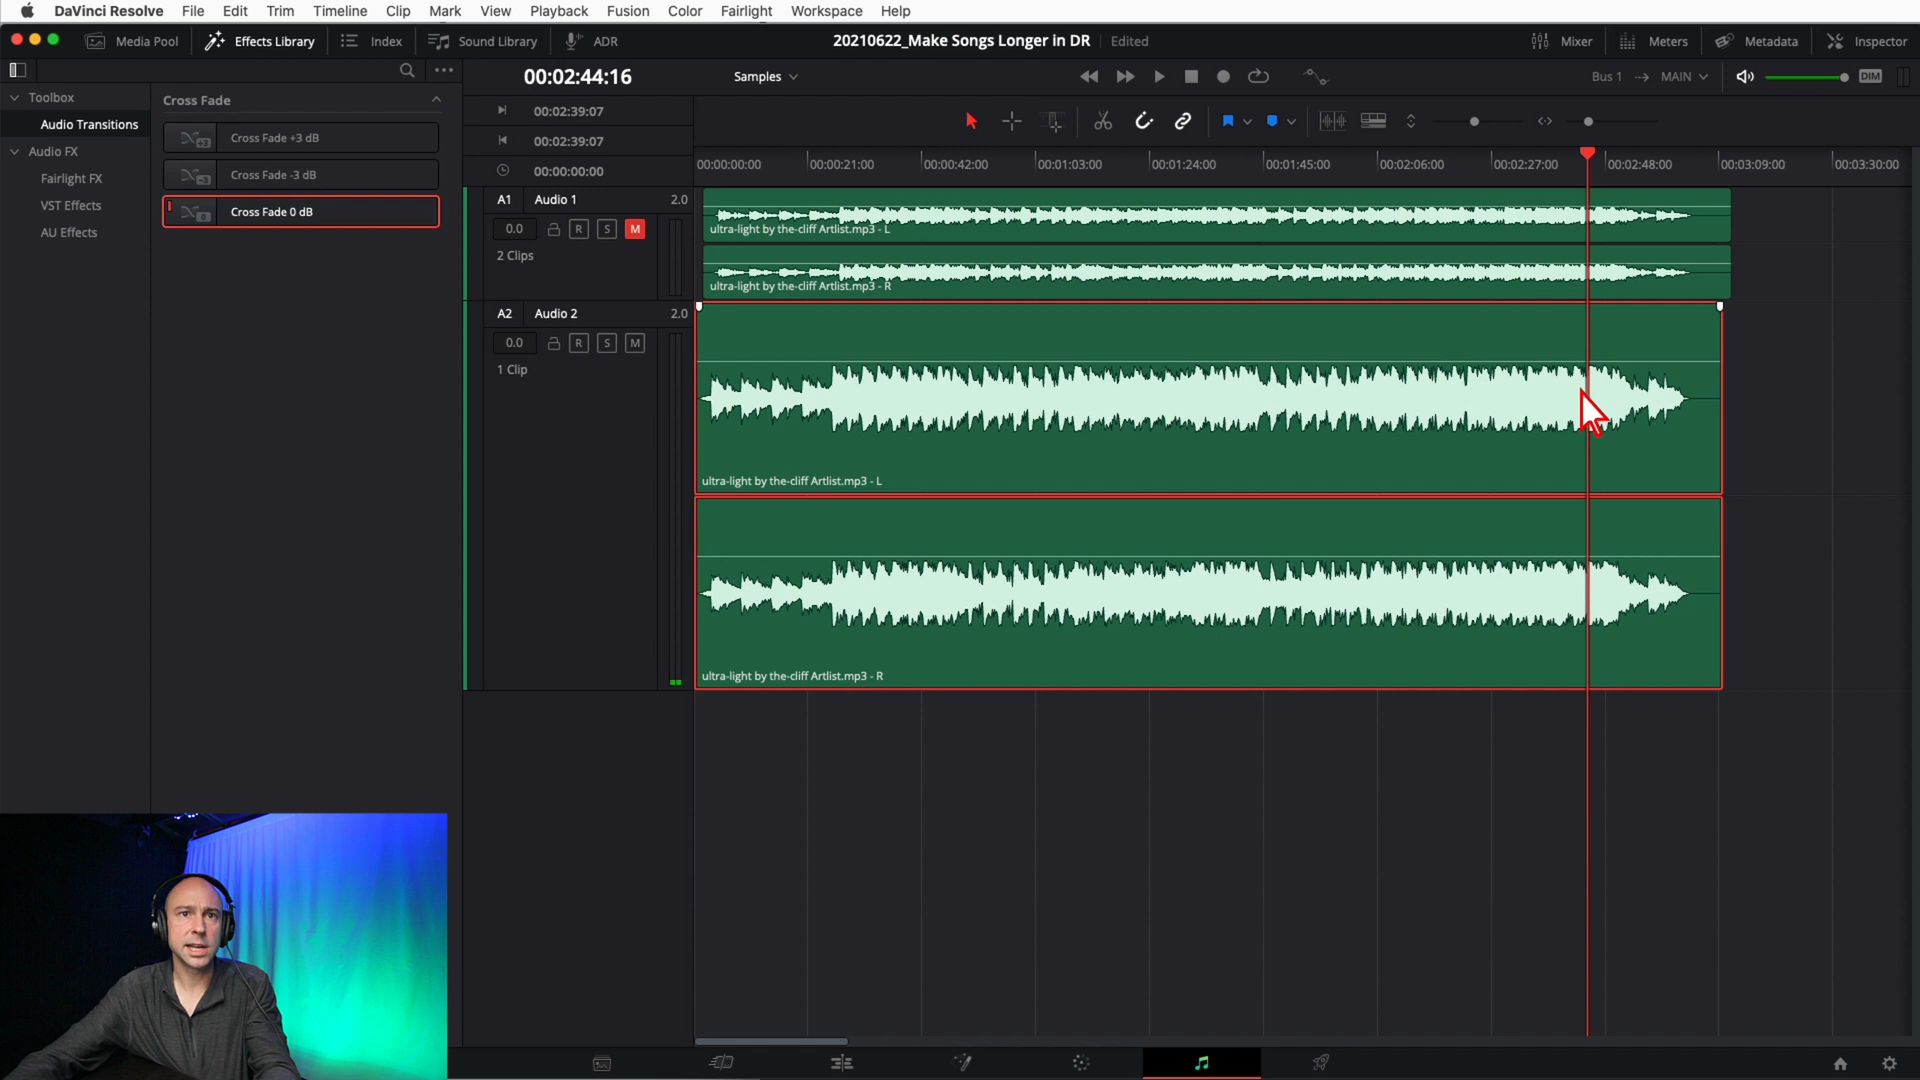 DaVinci Resolve File Edit Trim Timeline Clip Mark View Playback Fusion Color Fairlight Workspace Help
Media Pool Effects Library Index Sound Library ADR 20210622_Make Songs Longer in DR Edited Mixer Meters Metadata Inspector
00:02:44:16 Samples Bus 1 MAIN DIM
Toolbox
Audio Transitions
Audio FX
Fairlight FX
VST Effects
AU Effects
Cross Fade
Cross Fade +3 dB
Cross Fade -3 dB
Cross Fade 0 dB
00:02:39:07
00:02:39:07
00:00:00:00
00:00:00:00 00:00:21:00 00:00:42:00 00:01:03:00 00:01:24:00 00:01:45:00 00:02:06:00 00:02:27:00 00:02:48:00 00:03:09:00 00:03:30:00
A1 Audio 1 2.0
0.0 R S M
2 Clips
ultra-light by the-cliff Artlist.mp3 - L
ultra-light by the-cliff Artlist.mp3 - R
A2 Audio 2 2.0
0.0 R S M
1 Clip
ultra-light by the-cliff Artlist.mp3 - L
ultra-light by the-cliff Artlist.mp3 - R